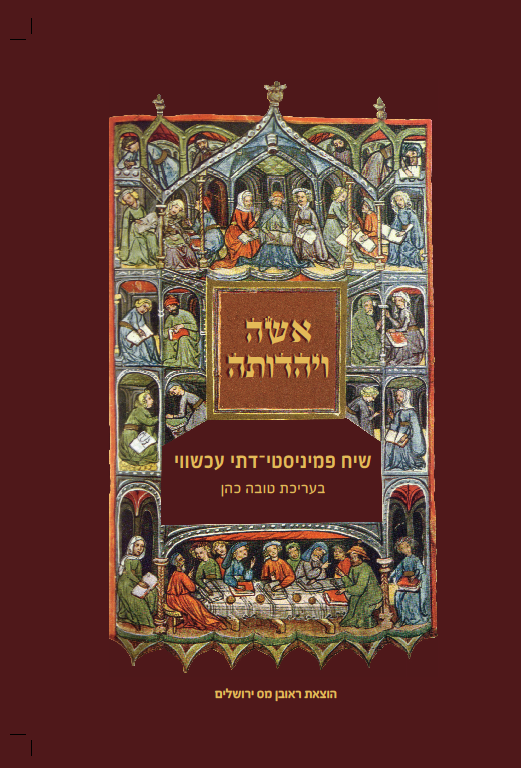 אשה
ויהדותה
שיח פמיניסטי־דתי עכשווי
בעריכת טובה כהן
הוצאת ראובן מס ירושלים